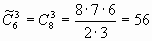 C̃₆³ = C₈³ = (8·7·6)/(2·3) = 56